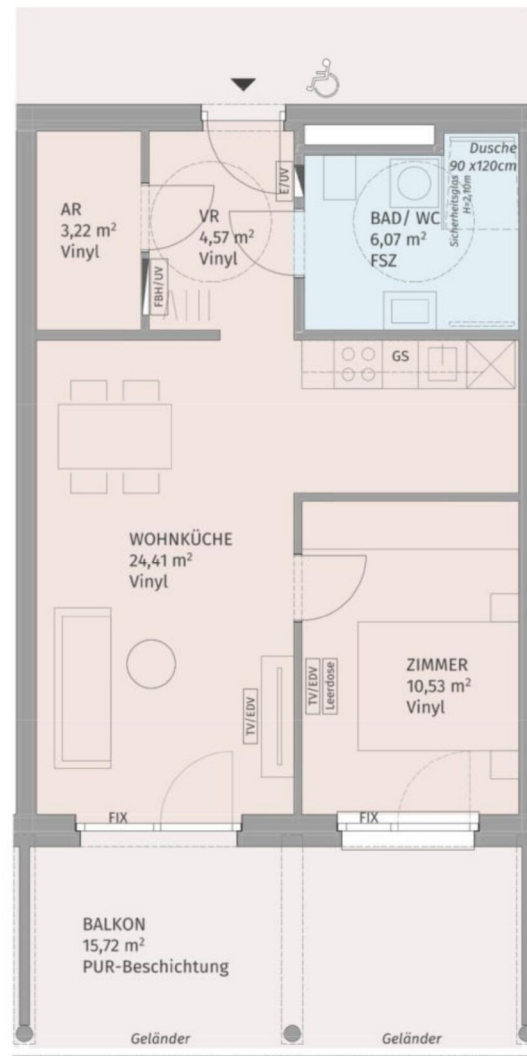 Dusche
90 x120cm
Sicherheitsglas
H=2,10m
E/UV
AR
3,22 m²
Vinyl
VR
4,57 m²
Vinyl
BAD/ WC
6,07 m²
FSZ
FBH/UV
GS
WOHNKÜCHE
24,41 m²
Vinyl
ZIMMER
10,53 m²
Vinyl
TV/EDV
TV/EDV
Leerdose
FIX
FIX
BALKON
15,72 m²
PUR-Beschichtung
Geländer
Geländer